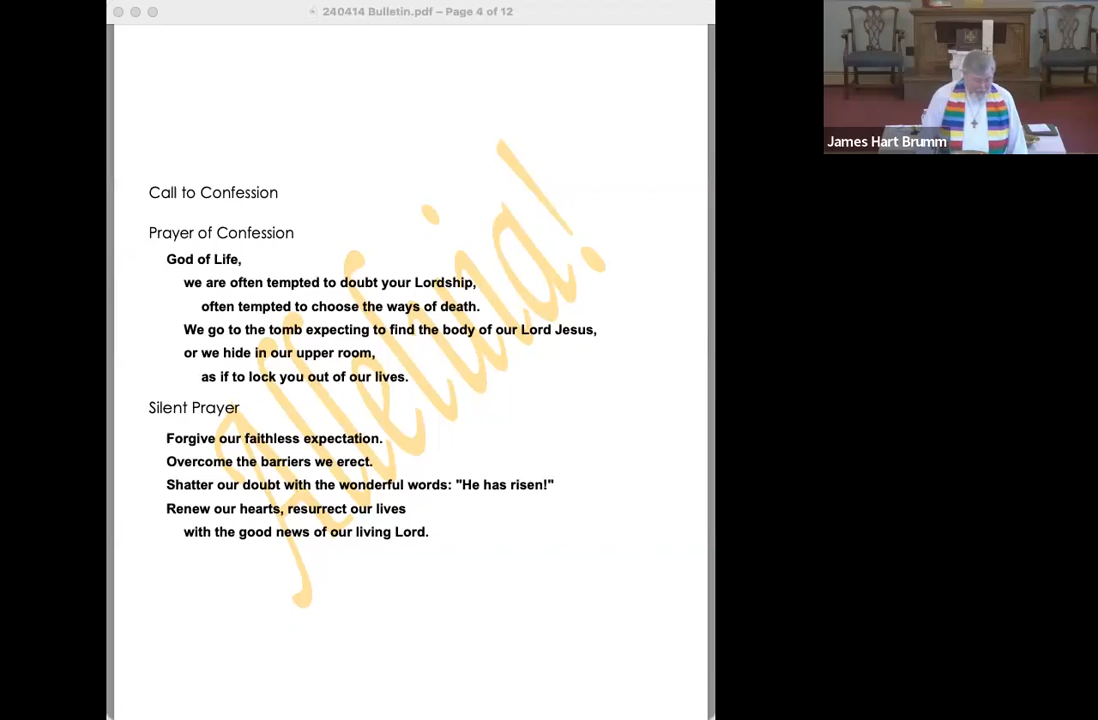 240414 Bulletin.pdf – Page 4 of 12
James Hart Brumm
Call to Confession
Prayer of Confession
God of Life,
we are often tempted to doubt your Lordship,
often tempted to choose the ways of death.
We go to the tomb expecting to find the body of our Lord Jesus,
or we hide in our upper room,
as if to lock you out of our lives.
Silent Prayer
Forgive our faithless expectation.
Overcome the barriers we erect.
Shatter our doubt with the wonderful words: "He has risen!"
Renew our hearts, resurrect our lives
with the good news of our living Lord.
Alleluia!